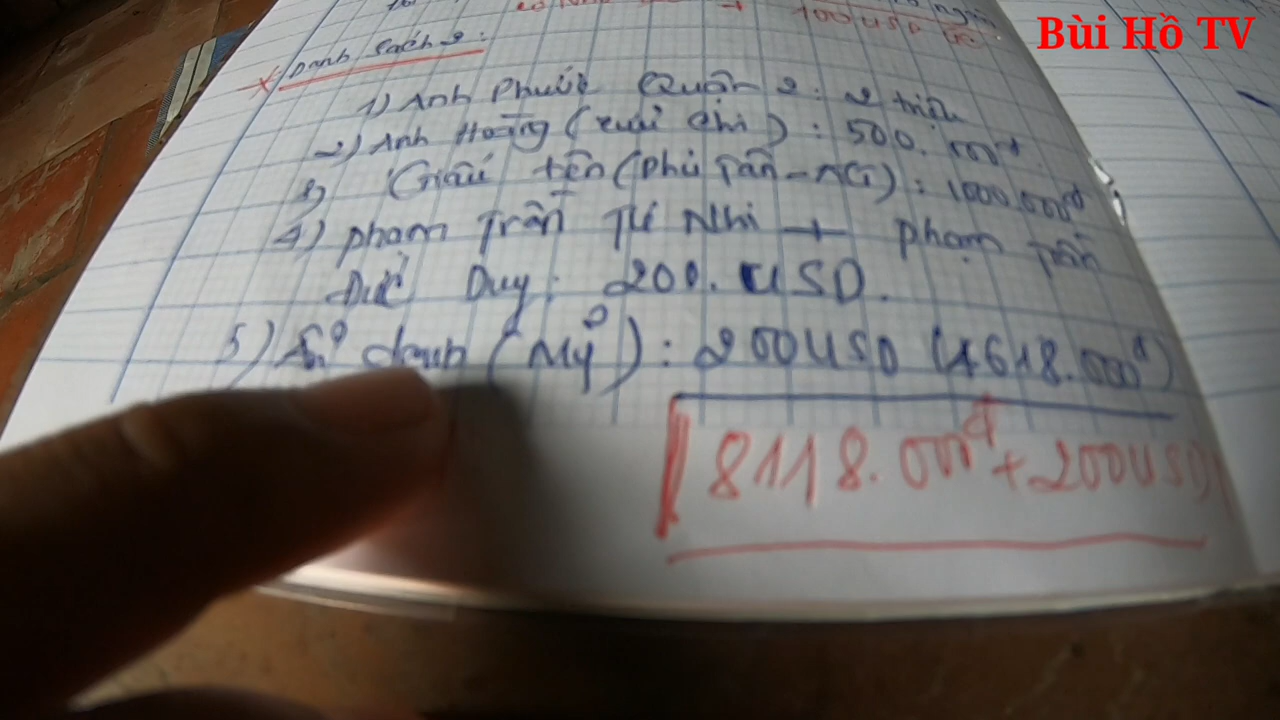 100 USD
Bùi Hồ TV
Danh Sách 2:
1) Anh Phước Quận 2: 2 triệu
2) Anh Hoàng (Củ Chi): 500.000đ
3) Giấu tên (Phú Tân - AG): 1000.000đ
4) Phạm Trần Tú Nhi + Phạm Trần
Đức Duy: 200. USD.
5) danh (Mỹ): 200USD (4618.000đ)
8118.000đ + 200USD